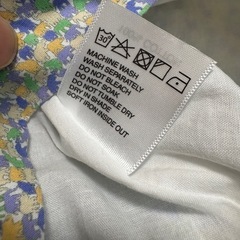 30
MACHINE WASH
WASH SEPARATELY
DO NOT BLEACH
DO NOT SOAK
DO NOT TUMBLE DRY
DRY IN SHADE
SOFT IRON INSIDE OUT